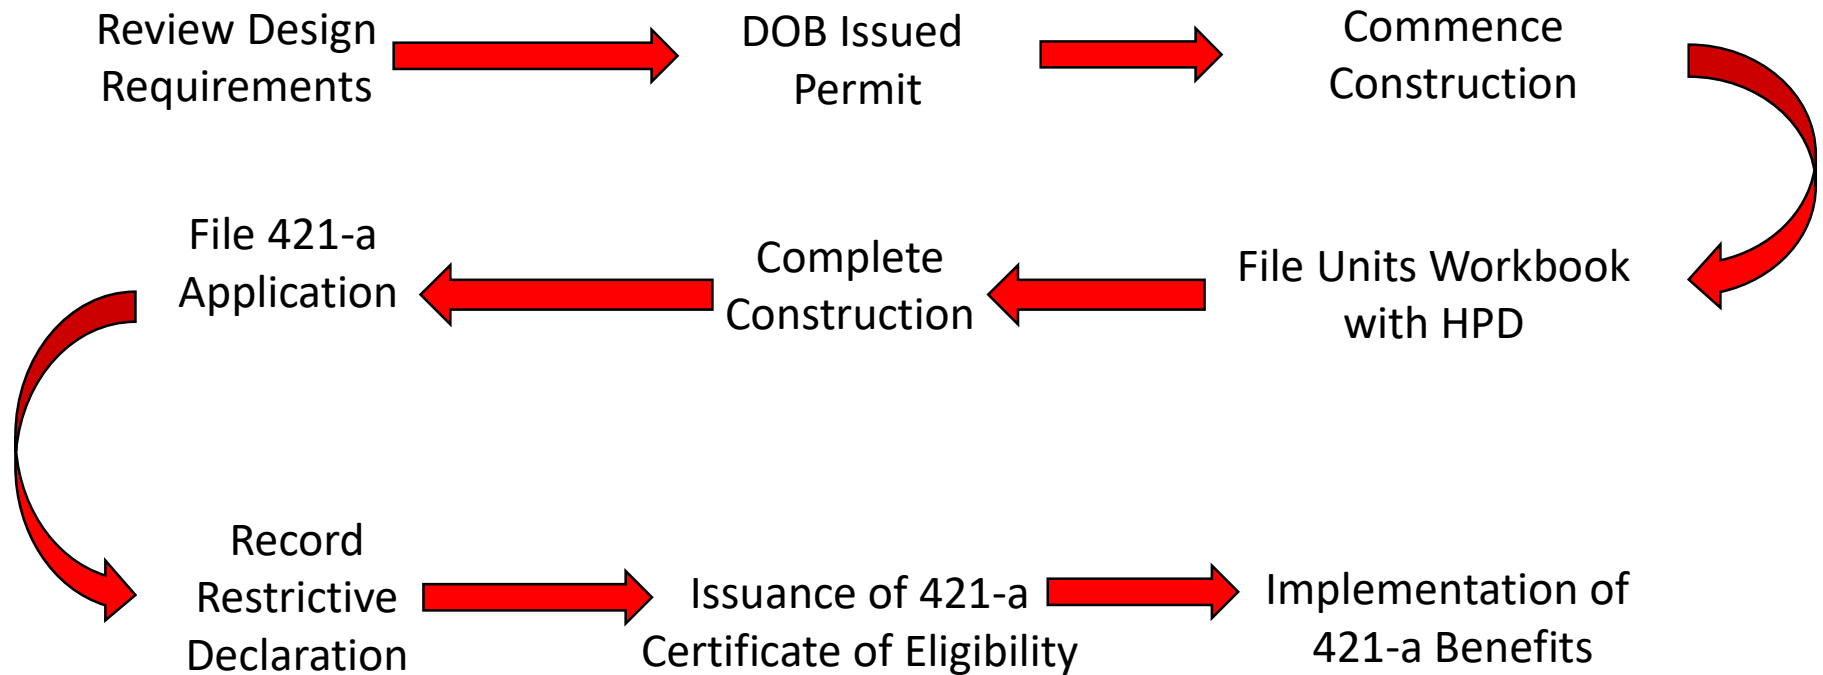 Review Design
Requirements
DOB Issued
Permit
Commence
Construction
File Units Workbook
with HPD
Complete
Construction
File 421-a
Application
Record
Restrictive
Declaration
Issuance of 421-a
Certificate of Eligibility
Implementation of
421-a Benefits